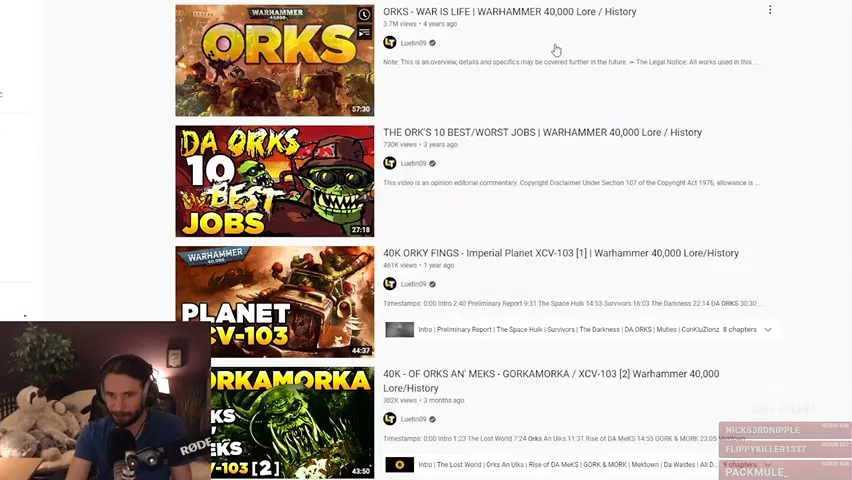 WARHAMMER
40,000
ORKS
57:30
ORKS - WAR IS LIFE | WARHAMMER 40,000 Lore / History
3.7M views • 4 years ago
LT Luetin09
Note: This is an overview, details and specifics may be covered further in the future. ➨ The Legal Notice: All works used in this ...
c
DA ORKS
10
BEST
JOBS
27:18
THE ORK'S 10 BEST/WORST JOBS | WARHAMMER 40,000 Lore / History
730K views • 3 years ago
LT Luetin09
This video is an opinion editorial commentary. Copyright Disclaimer Under Section 107 of the Copyright Act 1976, allowance is ...
WARHAMMER
40,000
PLANET
XCV-103
44:37
40K ORKY FINGS - Imperial Planet XCV-103 [1] | Warhammer 40,000 Lore/History
461K views • 1 year ago
LT Luetin09
Timestamps: 0:00 Intro 2:40 Preliminary Report 9:31 The Space Hulk 14:53 Survivors 16:03 The Darkness 22:14 DA ORKS 30:30 ...
Intro | Preliminary Report | The Space Hulk | Survivors | The Darkness | DA ORKS | Muties | ConKluZionz 8 chapters
ORKAMORKA
KS
EKS
-103 [2]
43:50
40K - OF ORKS AN' MEKS - GORKAMORKA / XCV-103 [2] Warhammer 40,000
Lore/History
302K views • 3 months ago
LT Luetin09
Timestamps: 0:00 Intro 1:23 The Lost World 7:24 Orks An Ulks 11:31 Rise of DA MeKS 14:55 GORK & MORK 23:05 Mektown
Intro | The Lost World | Orks An Ulks | Rise of DA MeKS | GORK & MORK | Mektown | Da Wastes | All D... 9 chapters
RØDE
NICKS3RDNIPPLE
FLIPPYKILLER1337
PACKMULE_